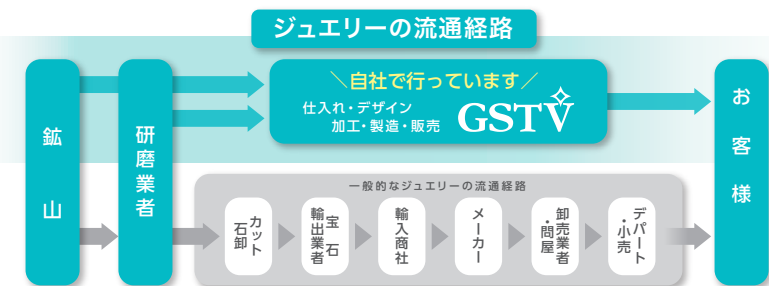 ジュエリーの流通経路
鉱山
研磨業者
＼自社で行っています／
仕入れ・デザイン
加工・製造・販売
GSTV
お客様
一般的なジュエリーの流通経路
カット
石卸
宝石
輸出業者
輸入商社
メーカー
卸売業者
・問屋
デパート
・小売